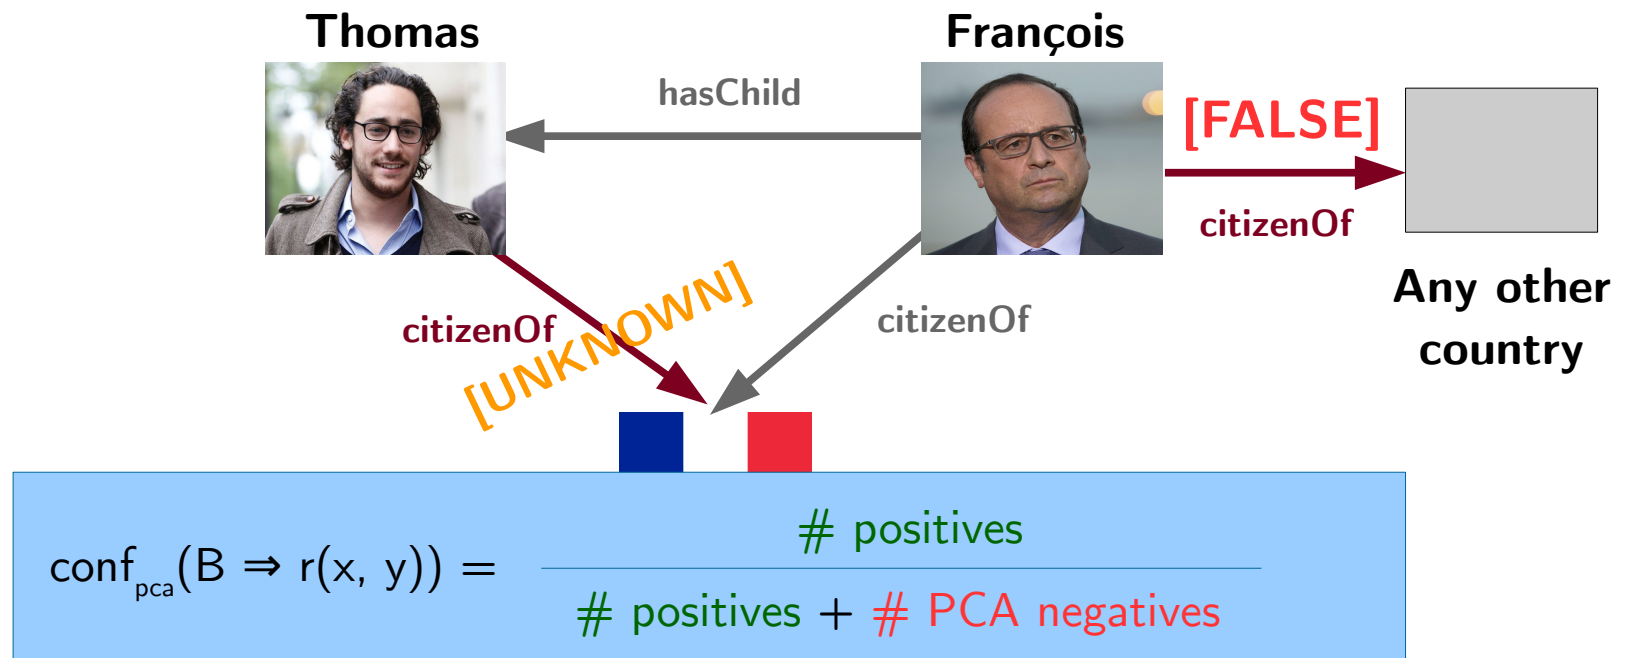 Thomas
François
hasChild
[FALSE]
citizenOf
Any other
country
citizenOf
[UNKNOWN]
citizenOf
conf_pca(B ⇒ r(x, y)) =
# positives
# positives + # PCA negatives